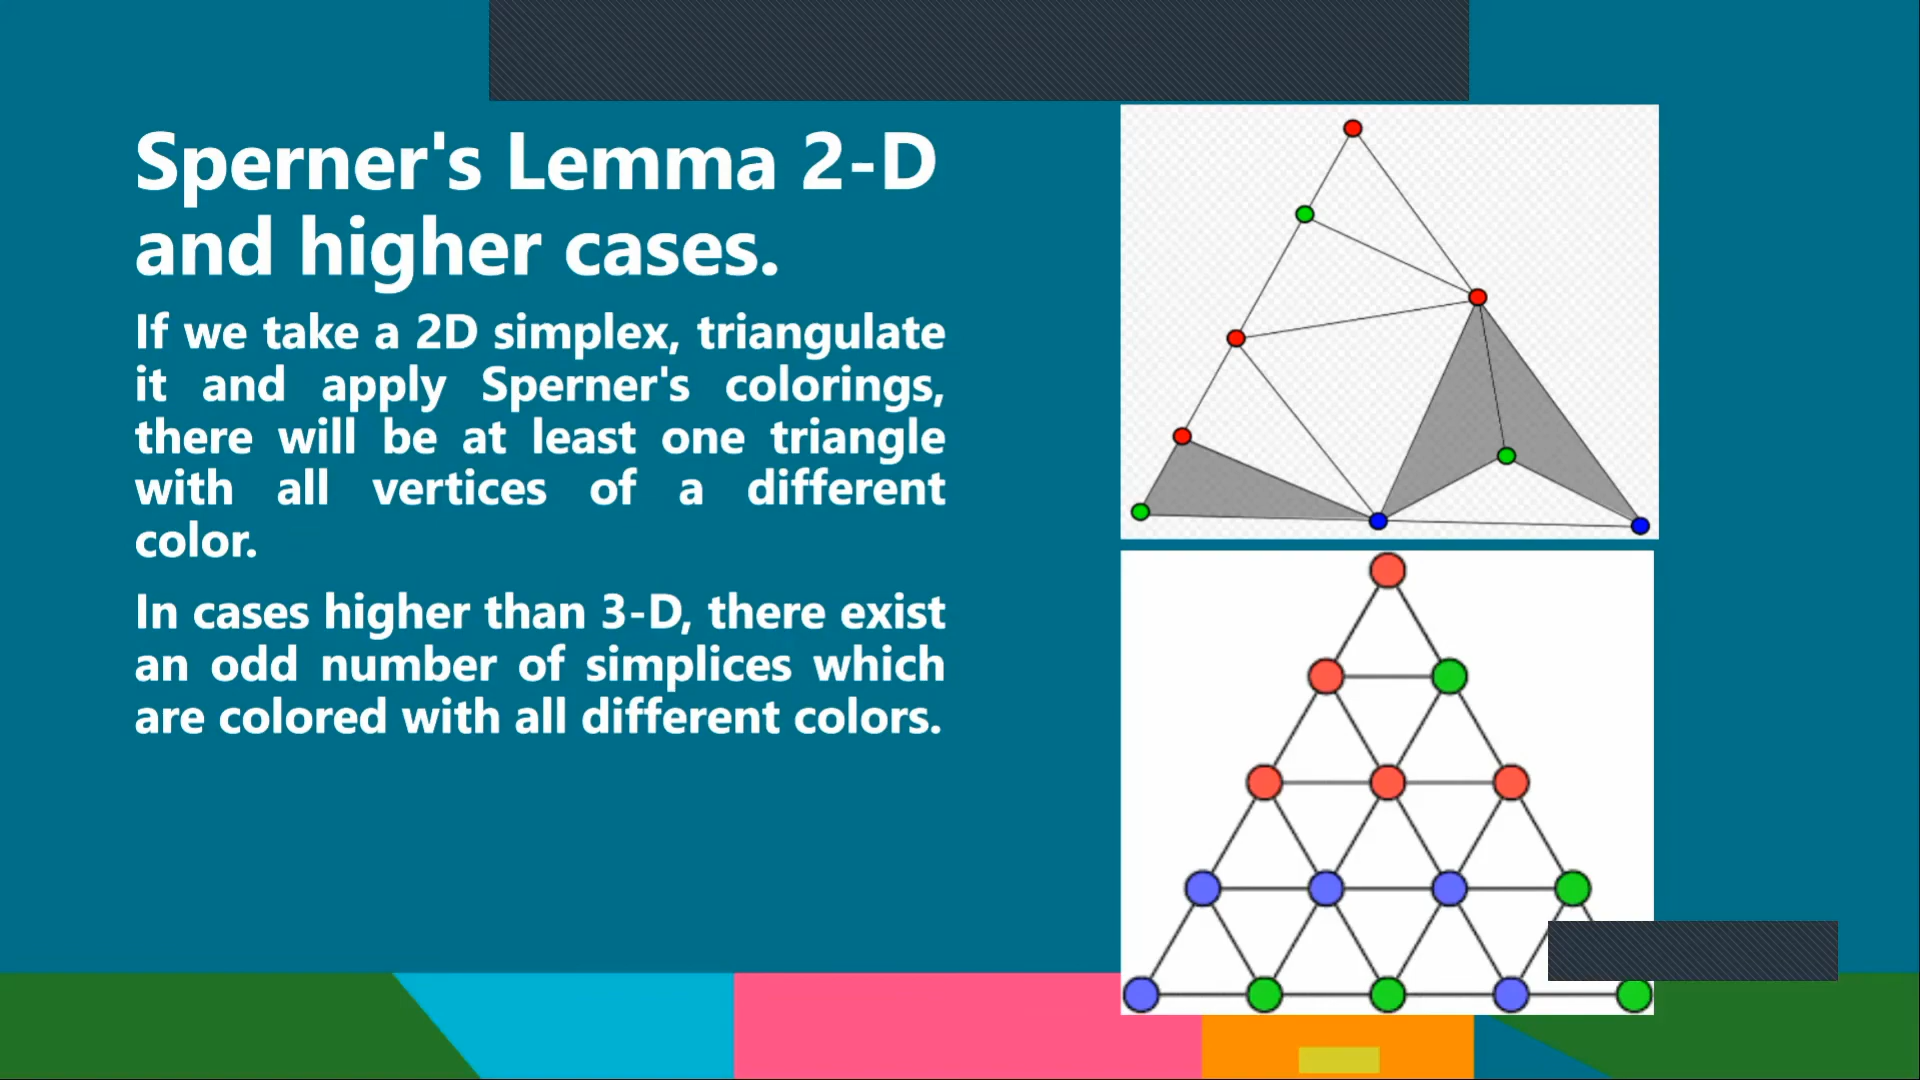 Sperner's Lemma 2-D
and higher cases.
If we take a 2D simplex, triangulate
it and apply Sperner's colorings,
there will be at least one triangle
with all vertices of a different
color.
In cases higher than 3-D, there exist
an odd number of simplices which
are colored with all different colors.